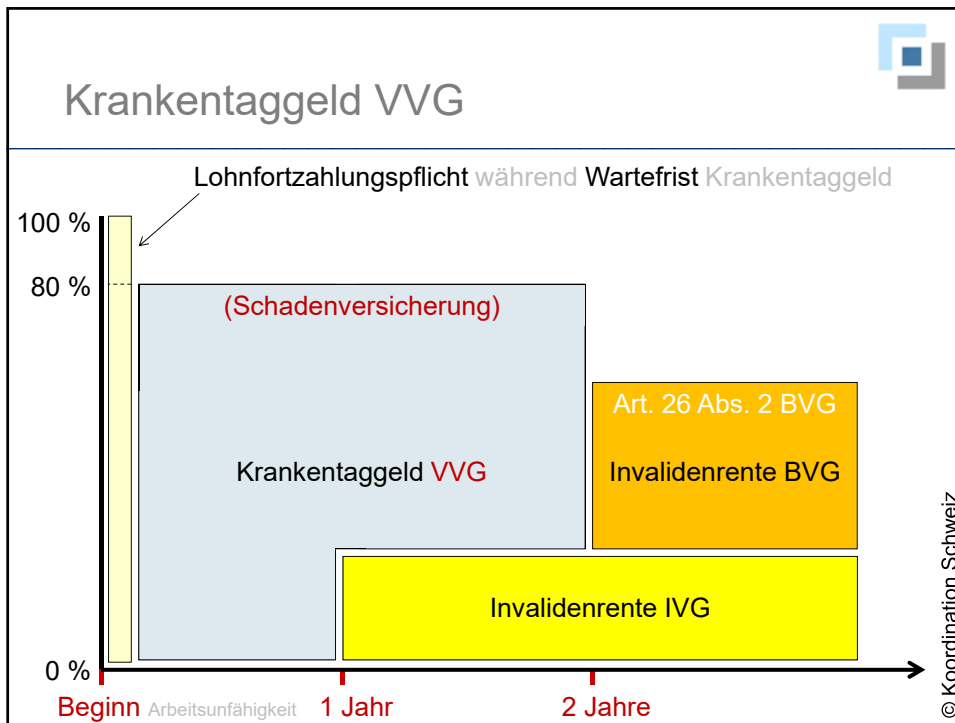 Krankentaggeld VVG
Lohnfortzahlungspflicht während Wartefrist Krankentaggeld
100 %
80 %
(Schadenversicherung)
Art. 26 Abs. 2 BVG
Krankentaggeld VVG
Invalidenrente BVG
Invalidenrente IVG
0 %
Beginn Arbeitsunfähigkeit
1 Jahr
2 Jahre
© Koordination Schweiz